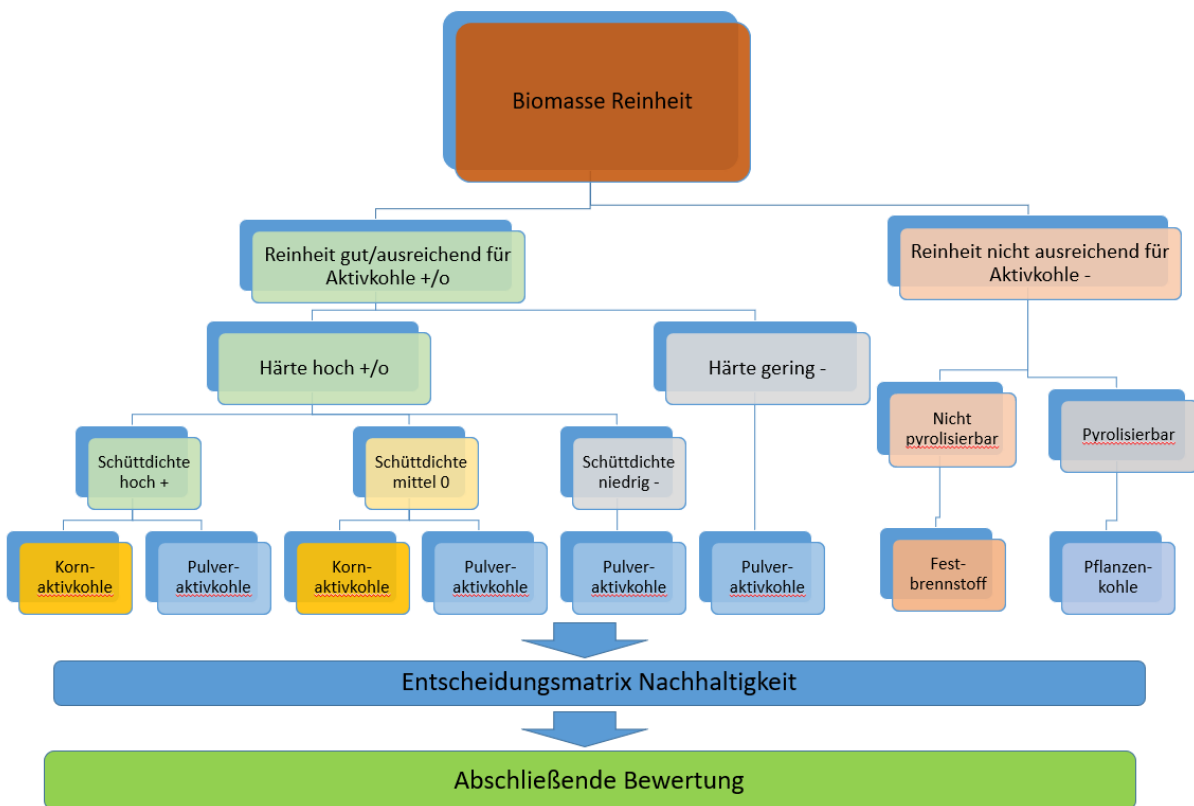 Biomasse Reinheit
Reinheit gut/ausreichend für
Aktivkohle +/o
Reinheit nicht ausreichend für
Aktivkohle -
Härte hoch +/o
Härte gering -
Nicht
pyrolisierbar
Pyrolisierbar
Schüttdichte
hoch +
Schüttdichte
mittel 0
Schüttdichte
niedrig -
Korn-
aktivkohle
Pulver-
aktivkohle
Korn-
aktivkohle
Pulver-
aktivkohle
Pulver-
aktivkohle
Pulver-
aktivkohle
Fest-
brennstoff
Pflanzen-
kohle
Entscheidungsmatrix Nachhaltigkeit
Abschließende Bewertung